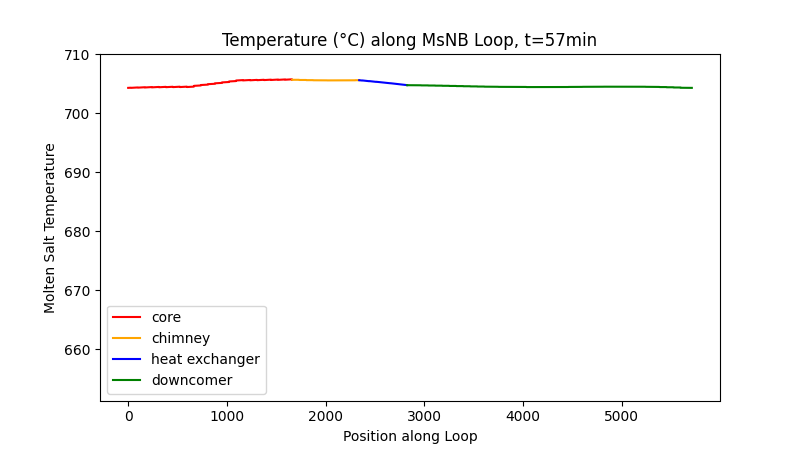 Temperature (°C) along MsNB Loop, t=57min
Molten Salt Temperature
710
700
690
680
670
660
core
chimney
heat exchanger
downcomer
0 1000 2000 3000 4000 5000
Position along Loop